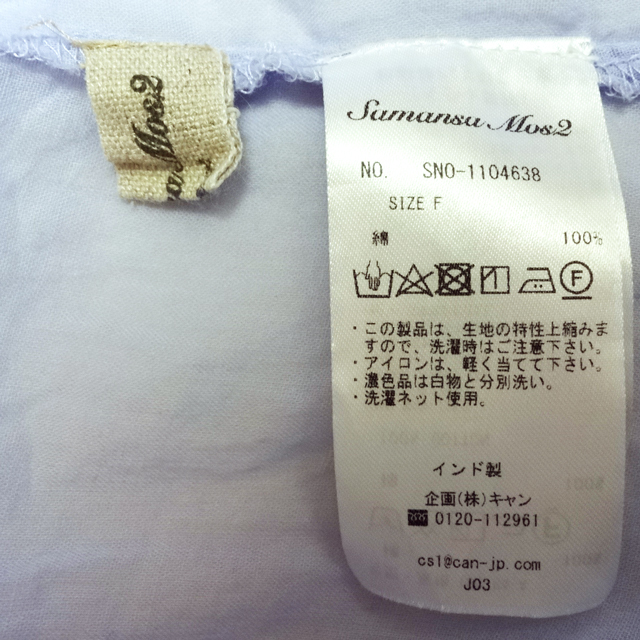 Mos2
Samansa Mos2
NO. SNO-1104638
SIZE F
綿 100%
F
・この製品は、生地の特性上縮みま
すので、洗濯時はご注意下さい。
・アイロンは、軽く当てて下さい。
・濃色品は白物と分別洗い。
・洗濯ネット使用。
インド製
企画(株)キャン
0120-112961
cs1@can-jp.com
J03